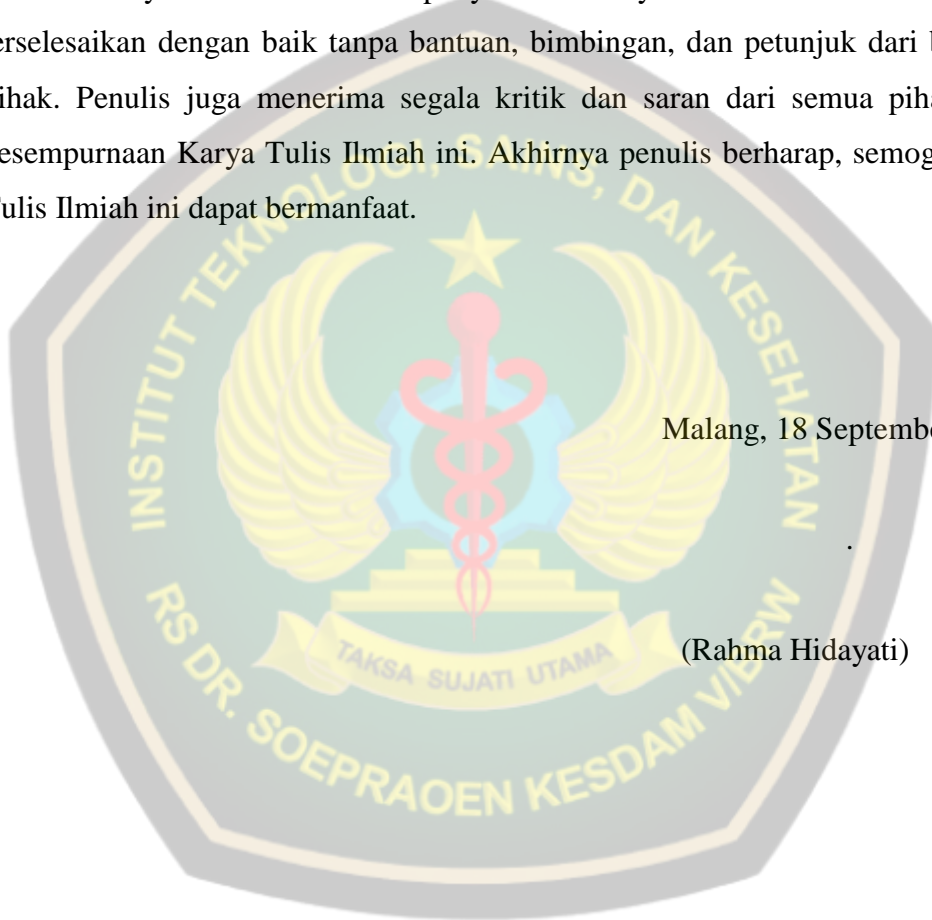 erselesaikan dengan baik tanpa bantuan, bimbingan, dan petunjuk dari b
ihak. Penulis juga menerima segala kritik dan saran dari semua piha
esempurnaan Karya Tulis Ilmiah ini. Akhirnya penulis berharap, semog
ulis Ilmiah ini dapat bermanfaat.
INSTITUT TEKNOLOGI, SAINS, DAN KESEHATAN
Malang, 18 Septemb
.
(Rahma Hidayati)
TAKSA SUJATI UTAMA
RS DR. SOEPRAOEN KESDAM V/BRW